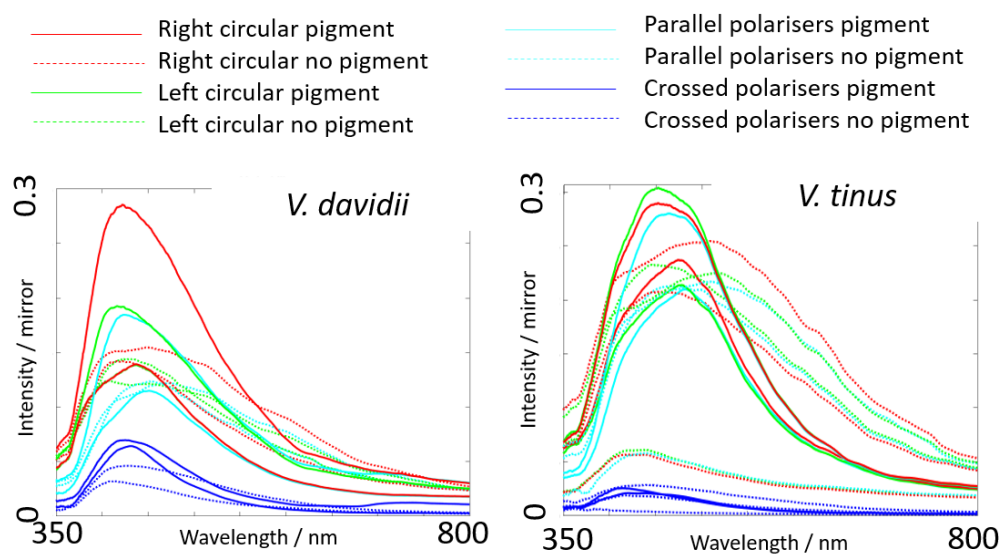 Right circular pigment
Right circular no pigment
Left circular pigment
Left circular no pigment
Parallel polarisers pigment
Parallel polarisers no pigment
Crossed polarisers pigment
Crossed polarisers no pigment
V. davidii
0.3
Intensity / mirror
0
350
Wavelength / nm
800
V. tinus
0.3
Intensity / mirror
0
350
Wavelength / nm
800